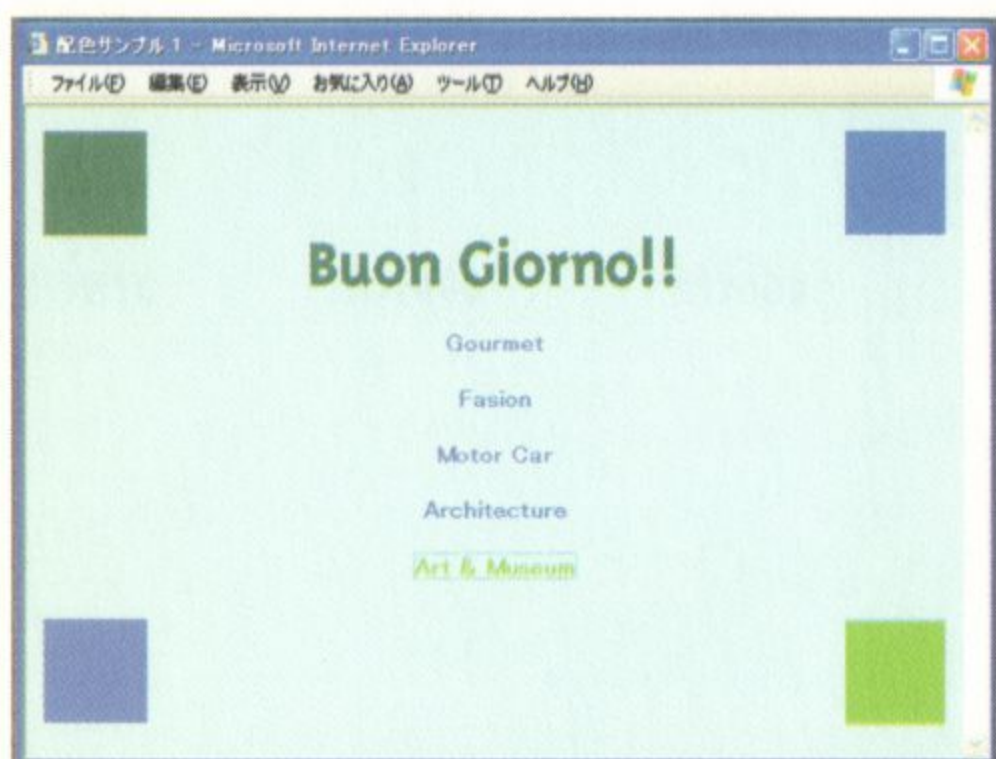 配色サンプル 1 - Microsoft Internet Explorer
ファイル(F) 編集(E) 表示(V) お気に入り(A) ツール(T) ヘルプ(H)
Buon Giorno!!
Gourmet
Fasion
Motor Car
Architecture
Art & Museum